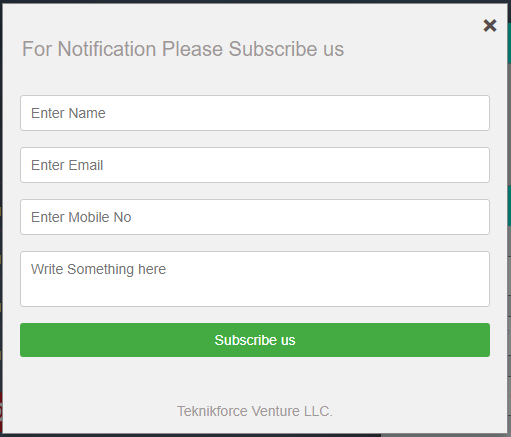 For Notification Please Subscribe us
Enter Name
Enter Email
Enter Mobile No
Write Something here
Subscribe us
Teknikforce Venture LLC.